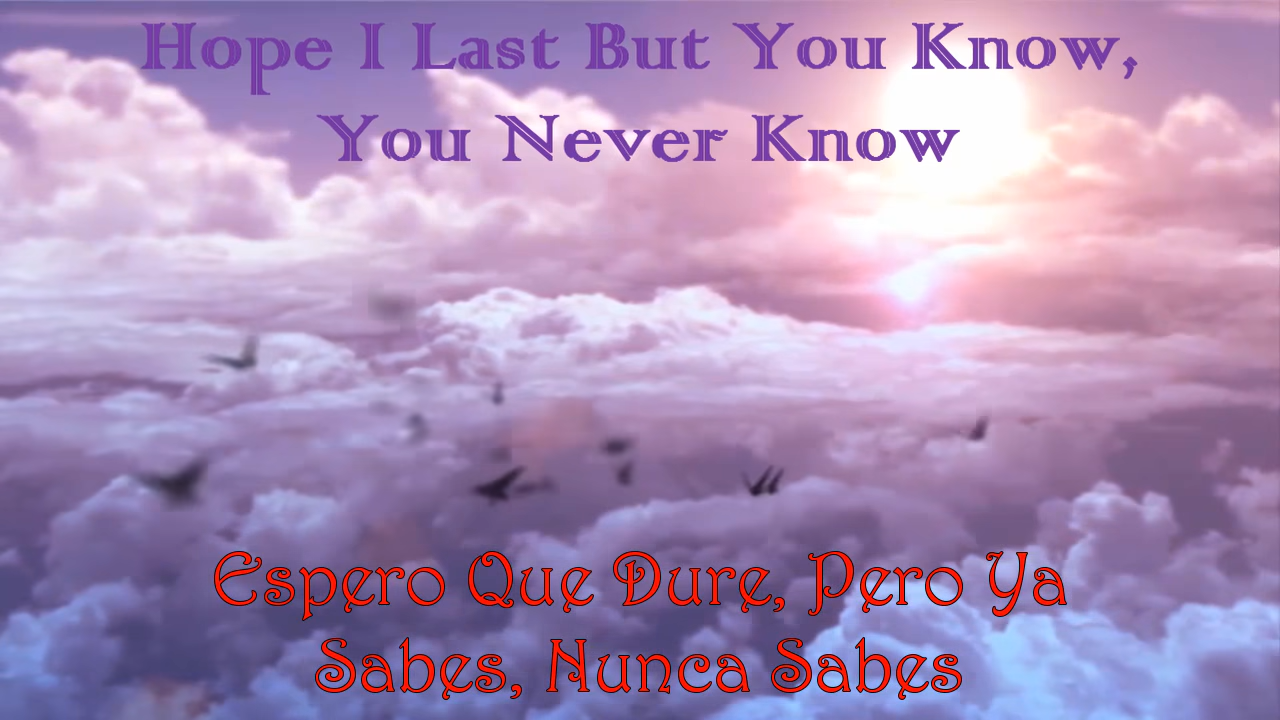 Hope I Last But You Know,
You Never Know
Espero Que Dure, Pero Ya
Sabes, Nunca Sabes